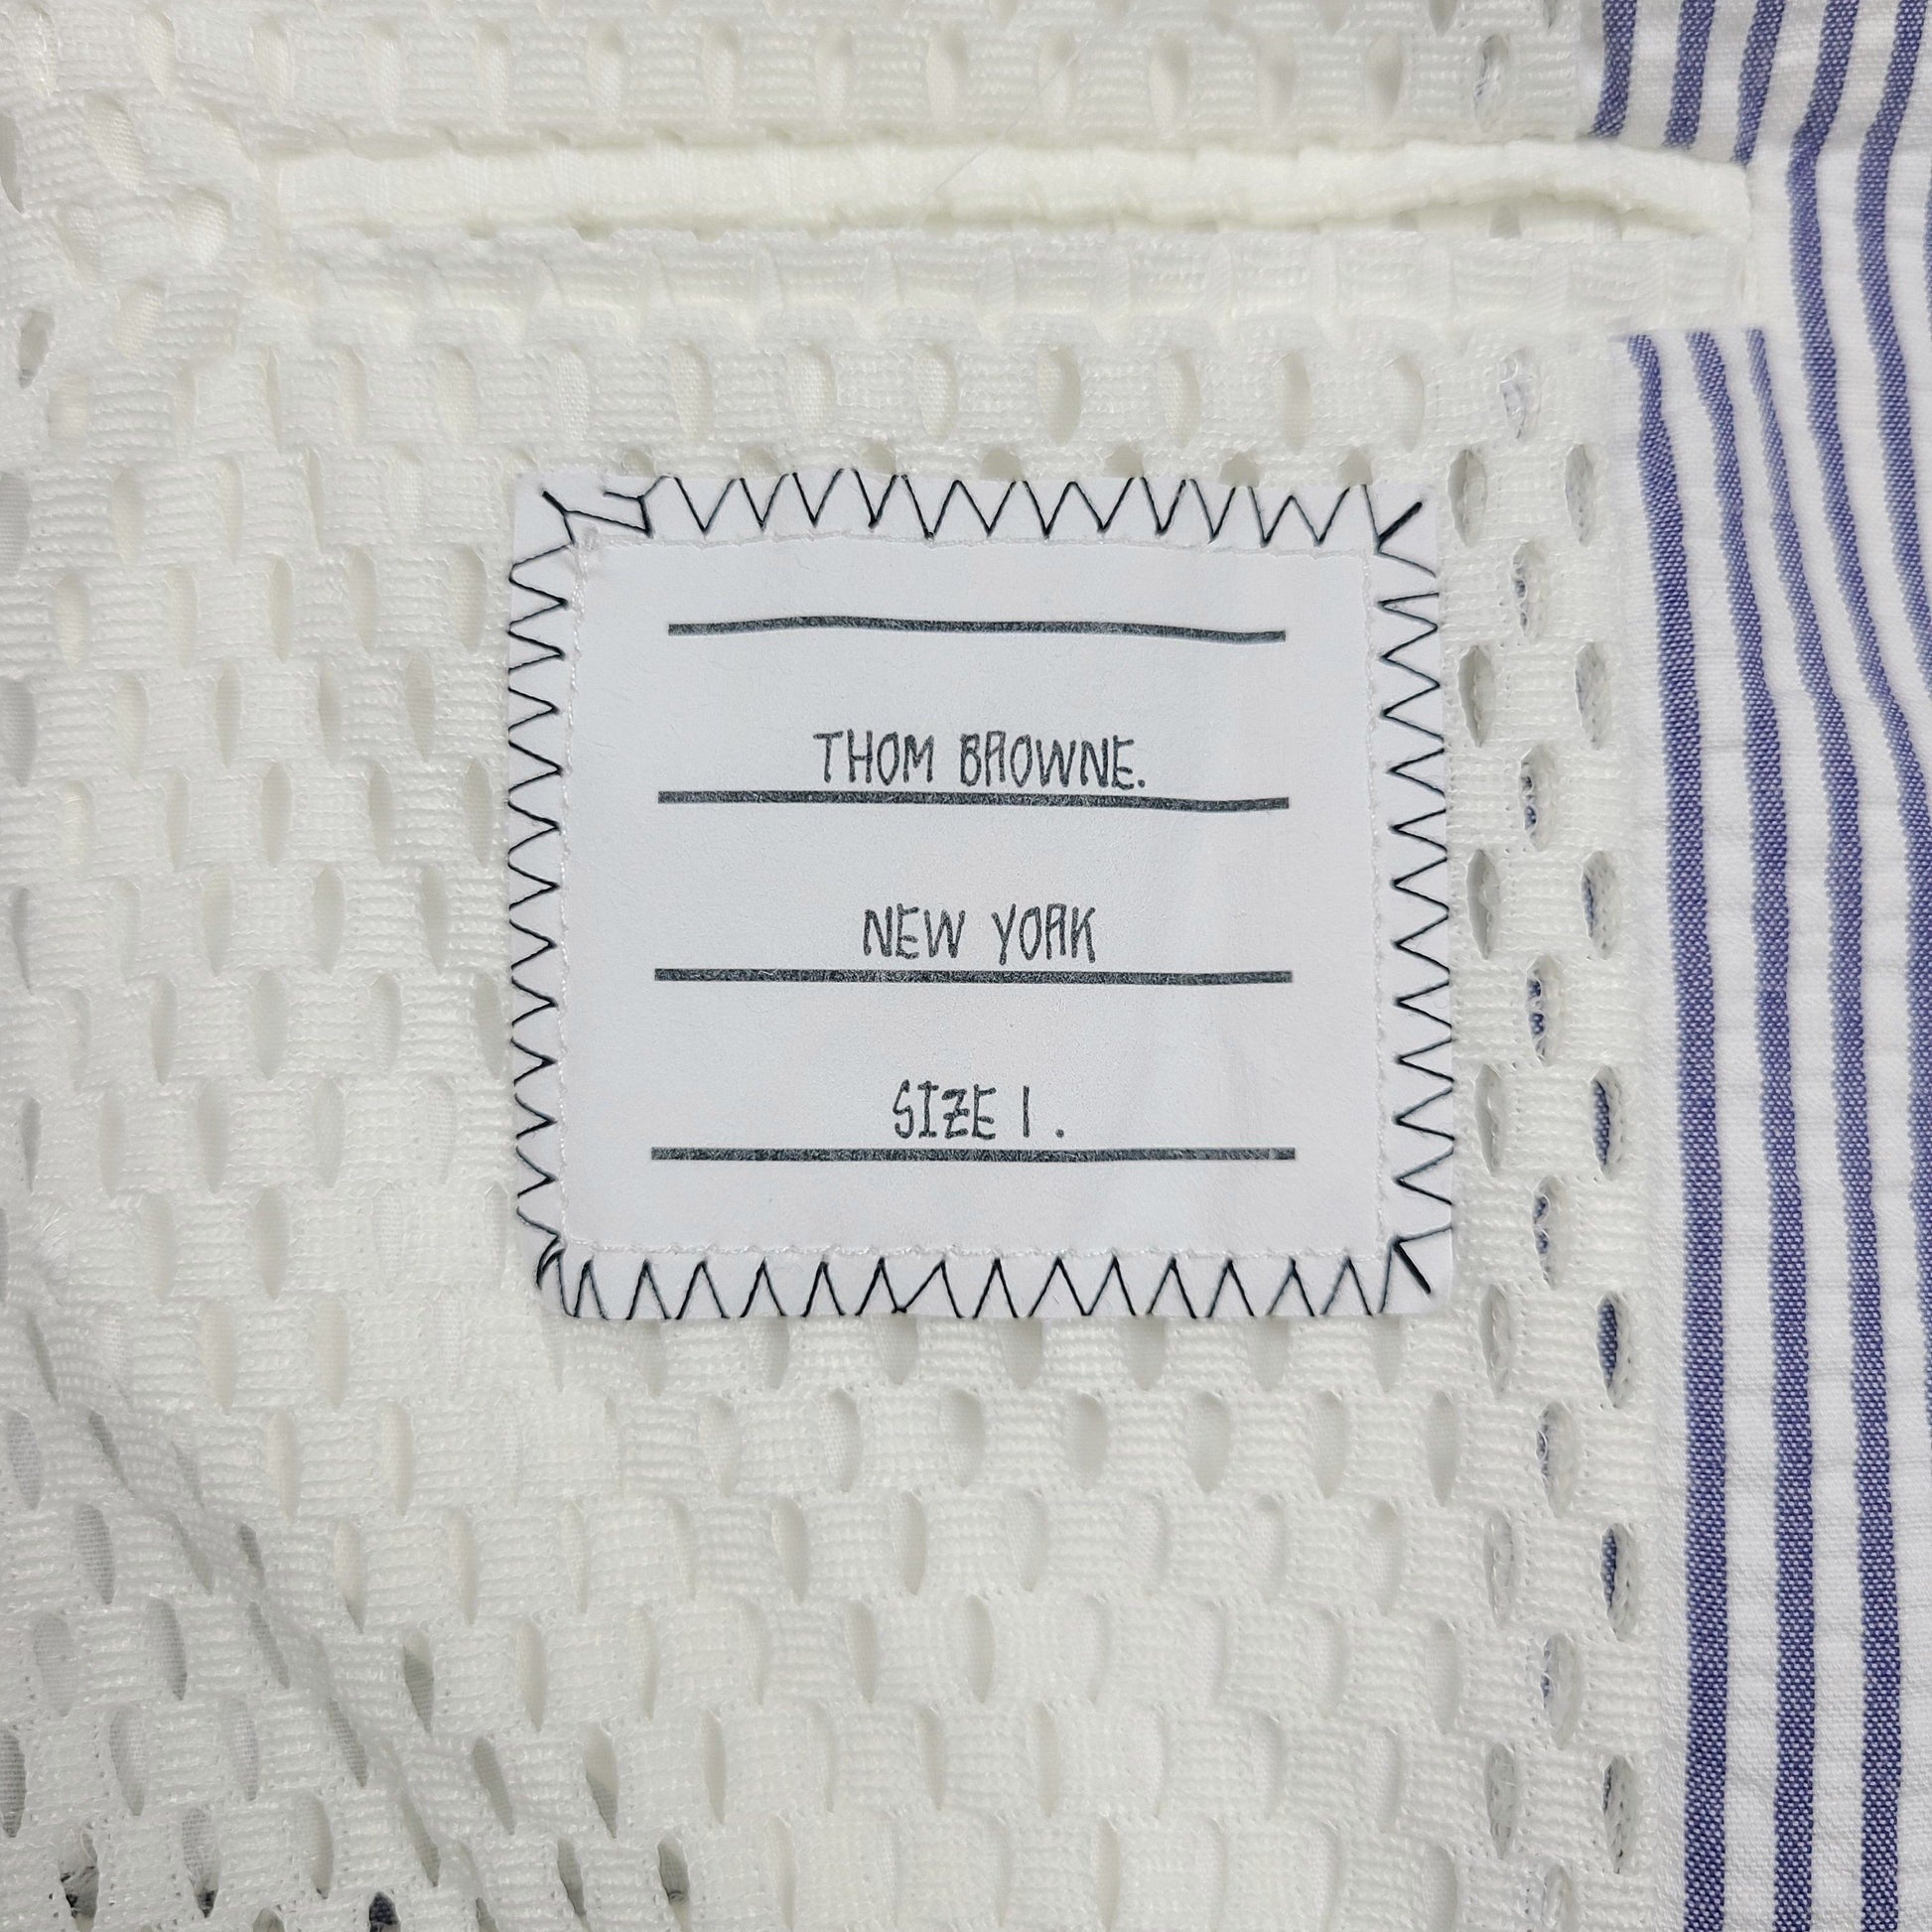 THOM BROWNE.
NEW YORK
SIZE 1.